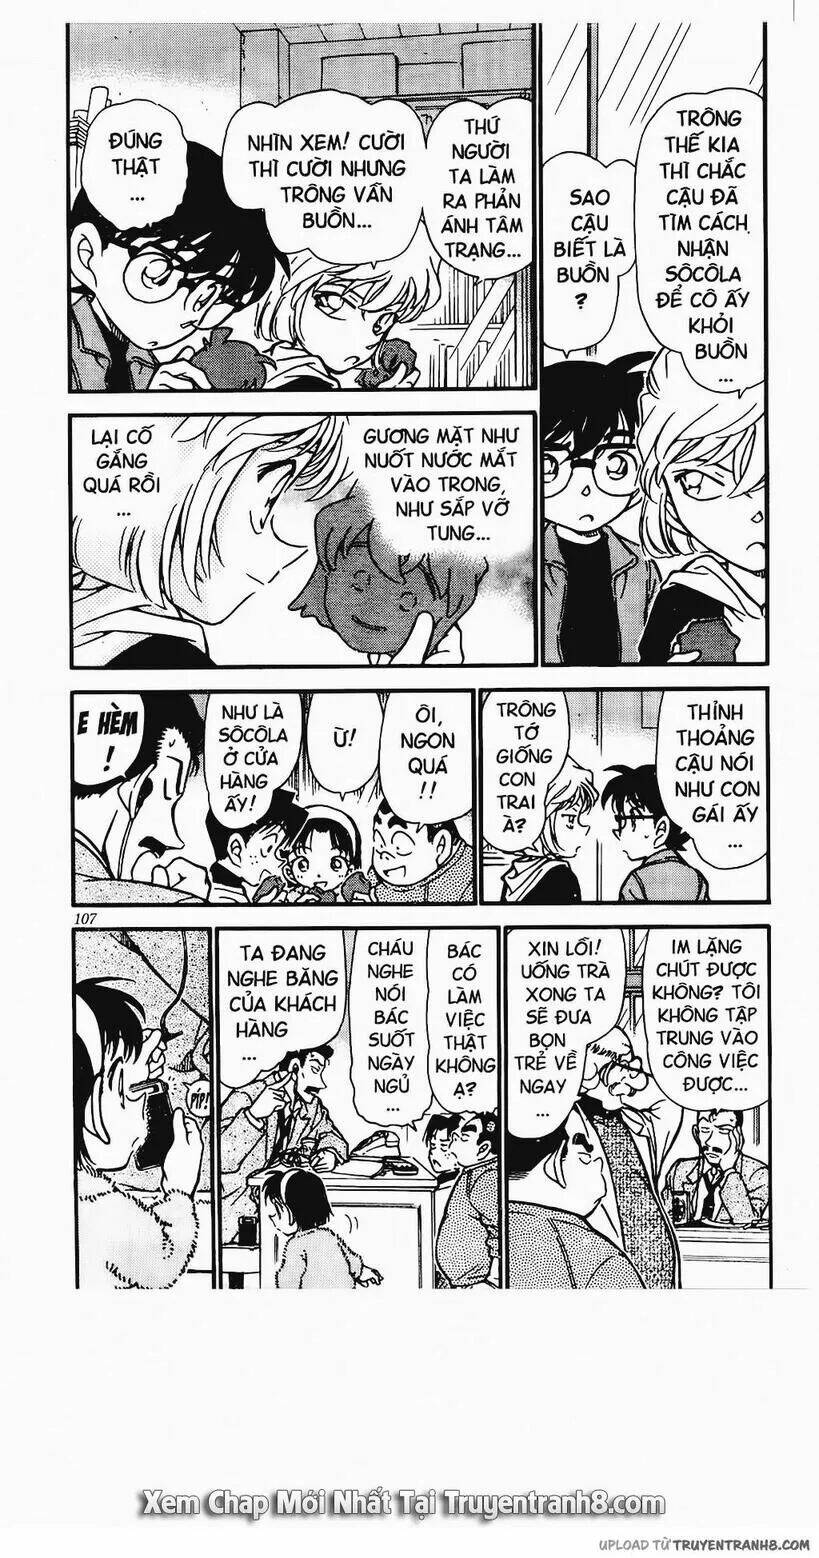 TRÔNG
THẾ KIA
THÌ CHẮC
CẬU ĐÃ
TÌM CÁCH
NHẬN
SÔCÔLA
ĐỂ CÔ ẤY
KHỎI
BUỒN
...
SAO
CẬU
BIẾT LÀ
BUỒN
?
THỨ
NGƯỜI
TA LÀM
RA PHẢN
ÁNH TÂM
TRẠNG...
NHÌN XEM! CƯỜI
THÌ CƯỜI NHƯNG
TRÔNG VẪN
BUỒN...
ĐÚNG
THẬT
...
GƯƠNG MẶT NHƯ
NUỐT NƯỚC MẮT
VÀO TRONG,
NHƯ SẮP VỠ
TUNG...
LẠI CỐ
GẮNG
QUÁ RỒI
...
THỈNH
THOẢNG
CẬU NÓI
NHƯ CON
GÁI ẤY
...
TRÔNG
TỚ
GIỐNG
CON
TRAI
À?
ÔI,
NGON
QUÁ
!!
Ừ!
NHƯ LÀ
SÔCÔLA
Ở CỬA
HÀNG
ẤY!
E HÈM
!
107
IM LẶNG
CHÚT ĐƯỢC
KHÔNG? TÔI
KHÔNG TẬP
TRUNG VÀO
CÔNG VIỆC
ĐƯỢC...
XIN LỖI!
UỐNG TRÀ
XONG TA
SẼ ĐƯA
BỌN
TRẺ VỀ
NGAY
...
BÁC
CÓ
LÀM
VIỆC
THẬT
KHÔNG
Ạ?
CHÁU
NGHE
NÓI
BÁC
SUỐT
NGÀY
NGỦ
...
TA ĐANG
NGHE BĂNG
CỦA KHÁCH
HÀNG
...
PÍP!
Xem Chap Mới Nhất Tại Truyentranh8.com
UPLOAD TỪ TRUYENTRANH8.COM